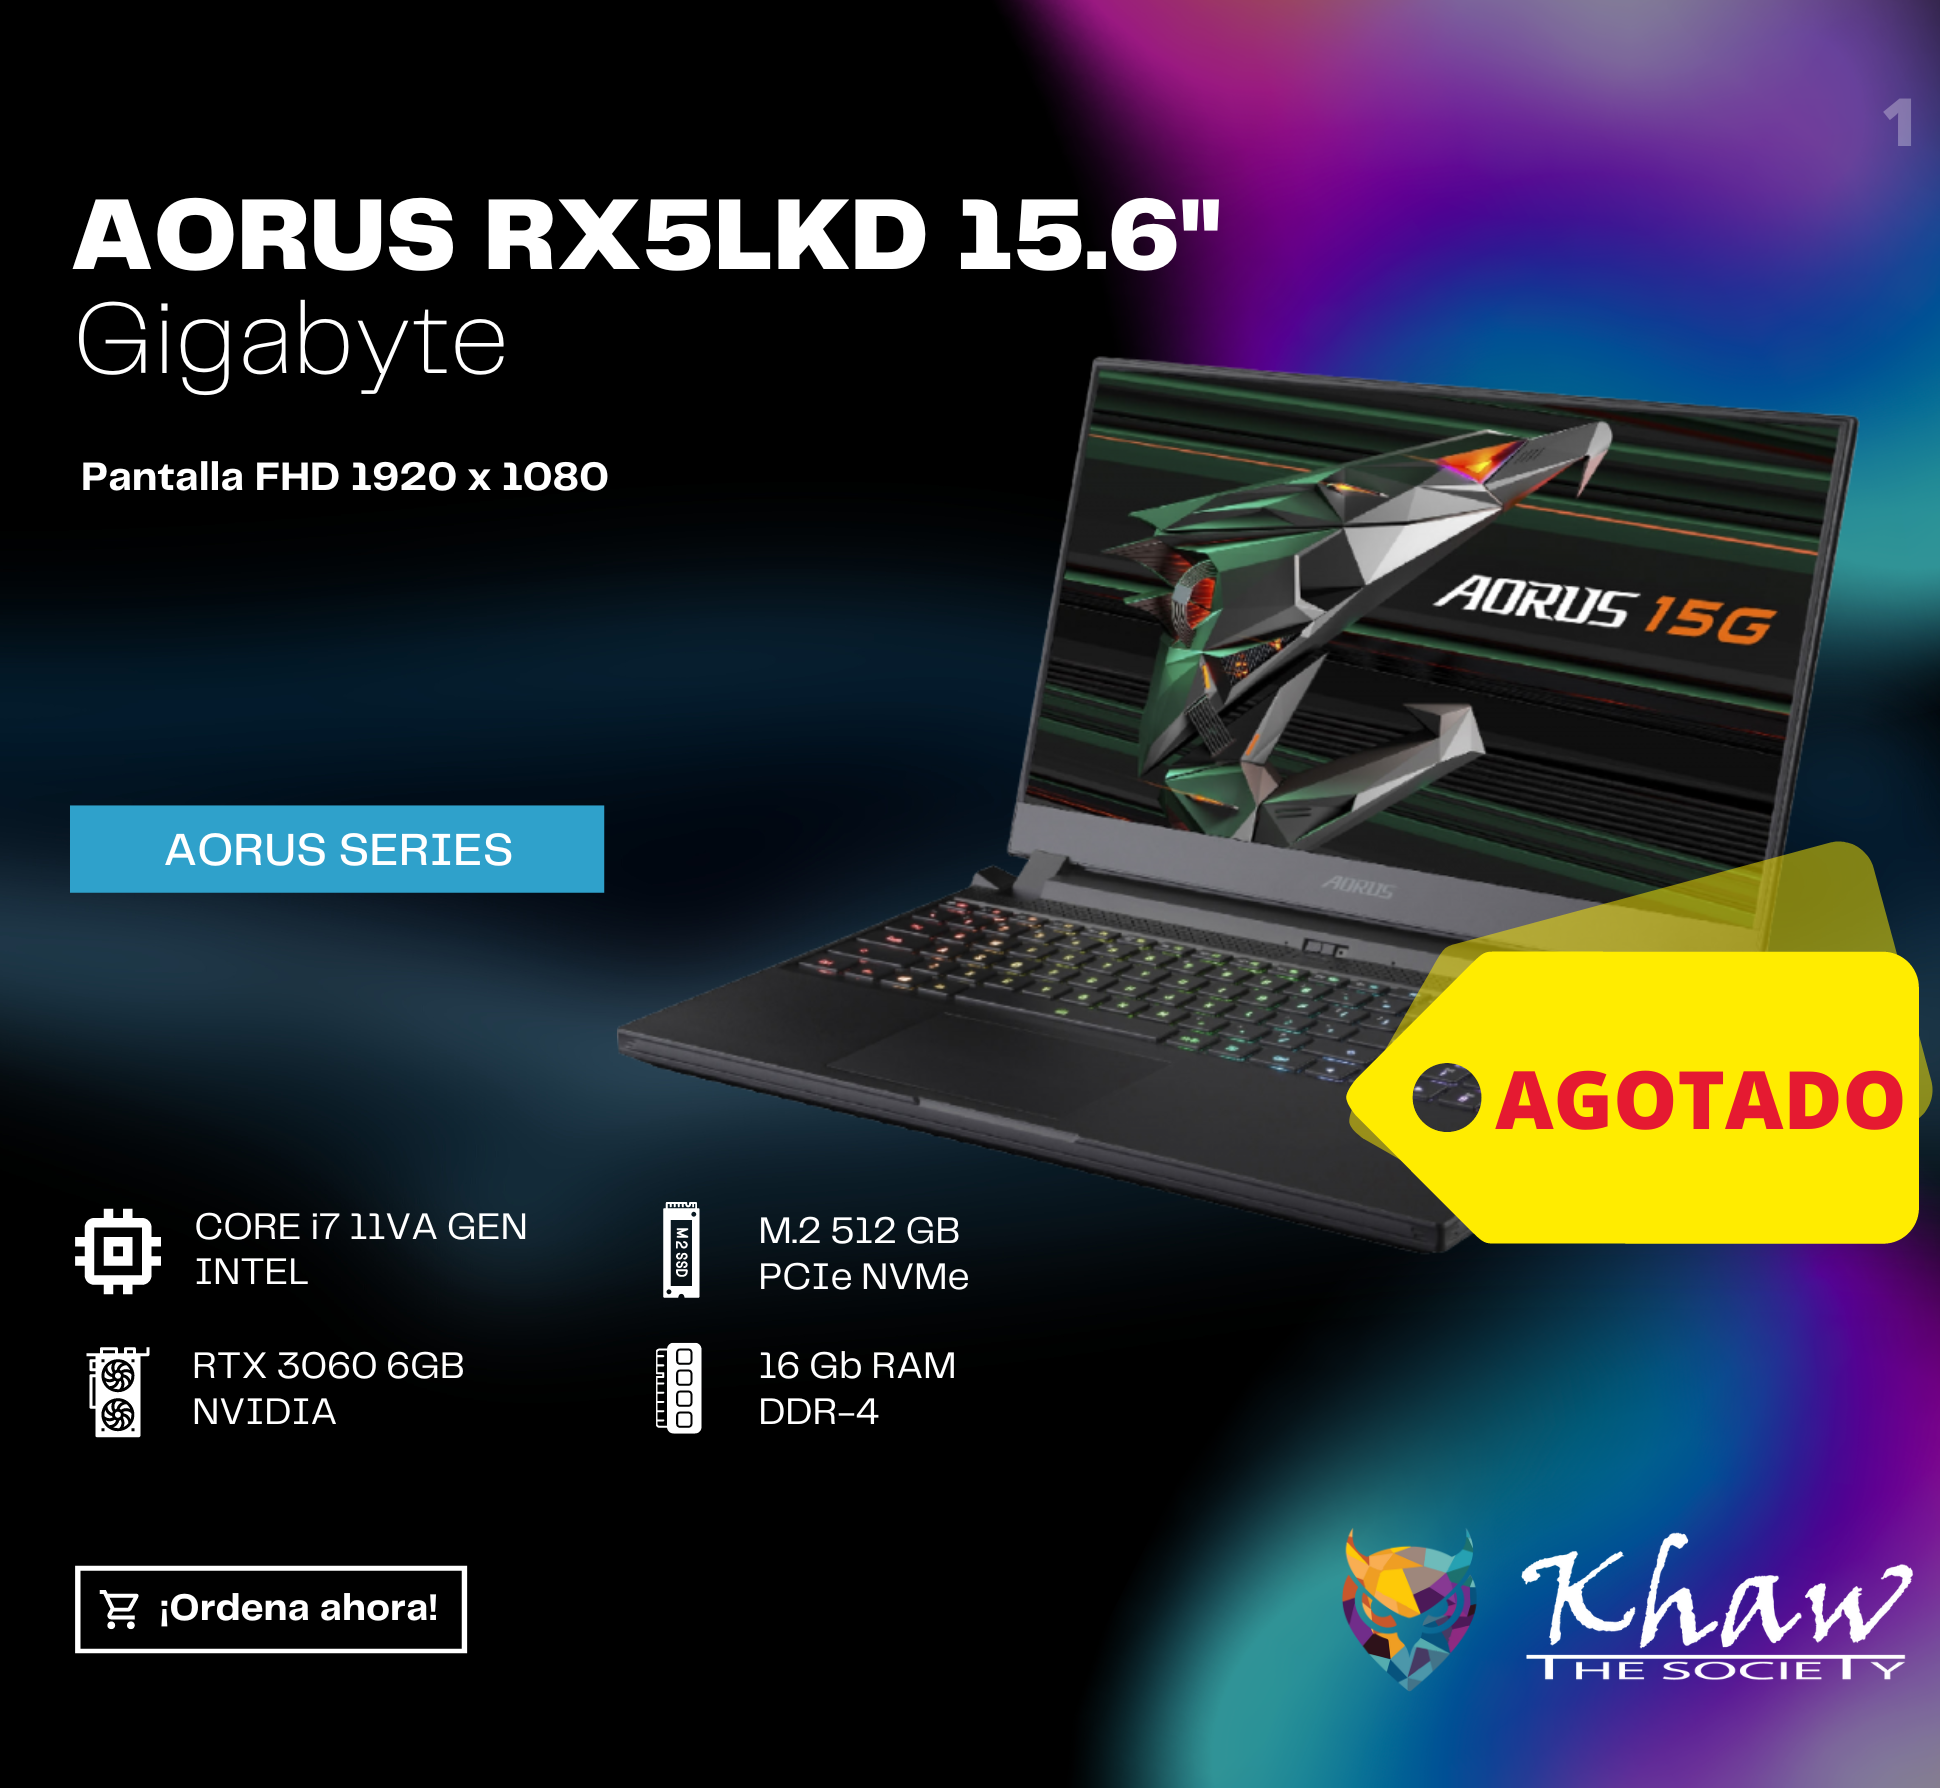 1
AORUS RX5LKD 15.6"
Gigabyte
Pantalla FHD 1920 x 1080
AORUS 15G
AORUS SERIES
AORUS
AGOTADO
CORE i7 11VA GEN
INTEL
M.2 SSD
M.2 512 GB
PCIe NVMe
RTX 3060 6GB
NVIDIA
16 Gb RAM
DDR-4
¡Ordena ahora!
Khaw
THE SOCIETY